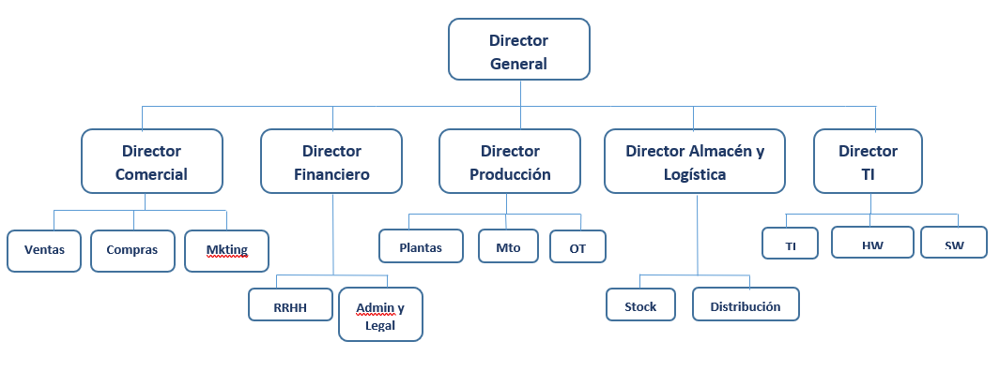 Director
General
Director
Comercial
Director
Financiero
Director
Producción
Director Almacén y
Logística
Director
TI
Ventas
Compras
Mkting
Plantas
Mto
OT
TI
HW
SW
RRHH
Admin y
Legal
Stock
Distribución